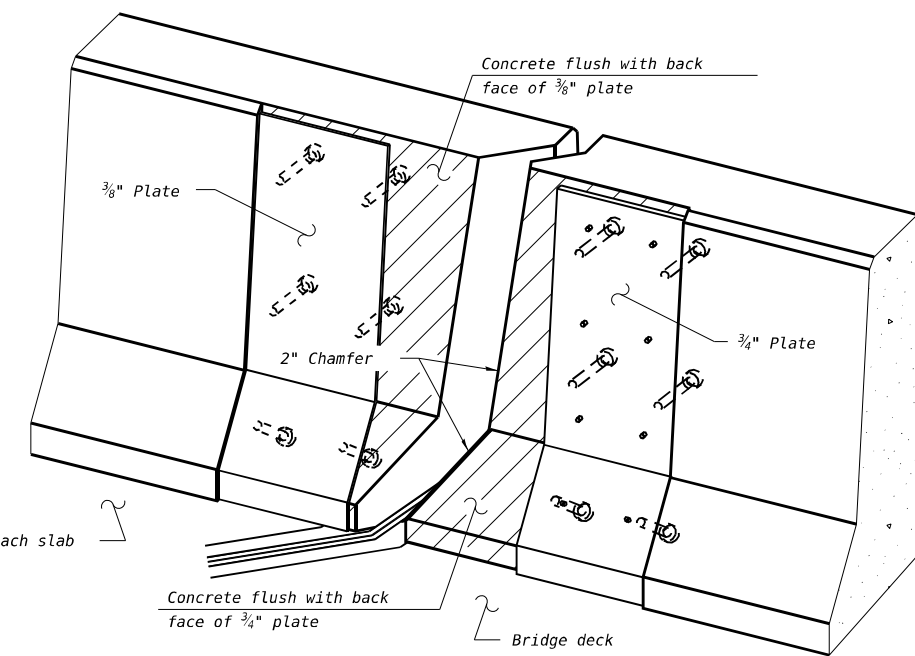 Concrete flush with back
face of ⅜" plate
⅜" Plate
¾" Plate
2" Chamfer
ach slab
Concrete flush with back
face of ¾" plate
Bridge deck